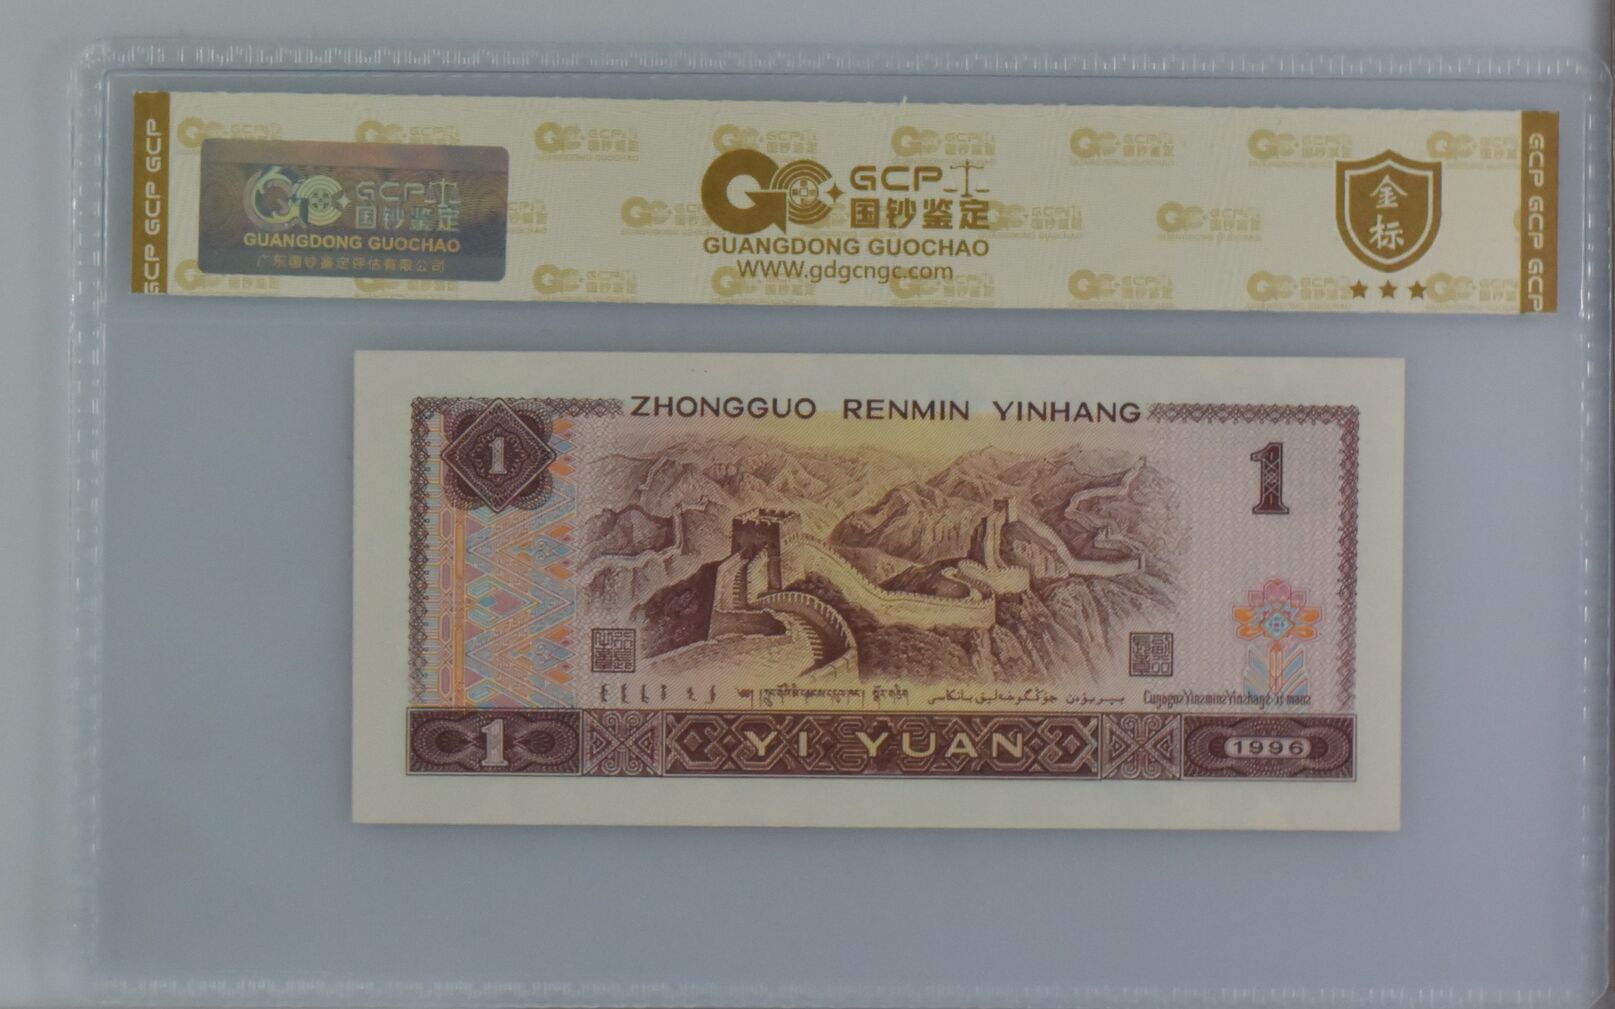 GCP GCP GCP
GCP 国钞鉴定
GUANGDONG GUOCHAO
广东国钞鉴定评估有限公司
GCP
国钞鉴定
GUANGDONG GUOCHAO
WWW.gdgcngc.com
金标
GCP GCP GCP
ZHONGGUO RENMIN YINHANG
1
1
1
YI YUAN
1996